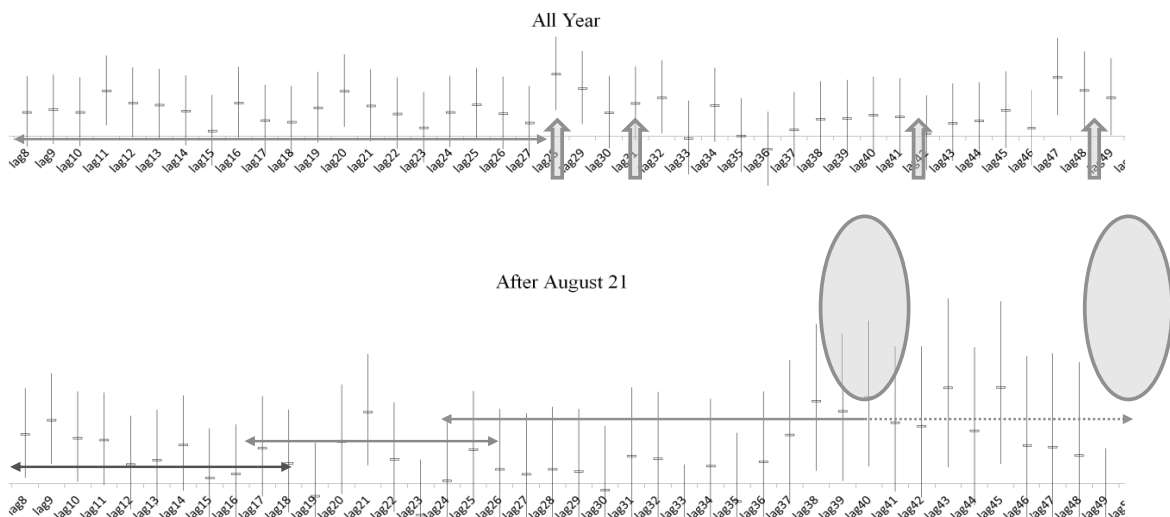 All Year
lag8 lag9 lag10 lag11 lag12 lag13 lag14 lag15 lag16 lag17 lag18 lag19 lag20 lag21 lag22 lag23 lag24 lag25 lag26 lag27 lag28 lag29 lag30 lag31 lag32 lag33 lag34 lag35 lag36 lag37 lag38 lag39 lag40 lag41 lag42 lag43 lag44 lag45 lag46 lag47 lag48 lag49
After August 21
lag8 lag9 lag10 lag11 lag12 lag13 lag14 lag15 lag16 lag17 lag18 lag19 lag20 lag21 lag22 lag23 lag24 lag25 lag26 lag27 lag28 lag29 lag30 lag31 lag32 lag33 lag34 lag35 lag36 lag37 lag38 lag39 lag40 lag41 lag42 lag43 lag44 lag45 lag46 lag47 lag48 lag49